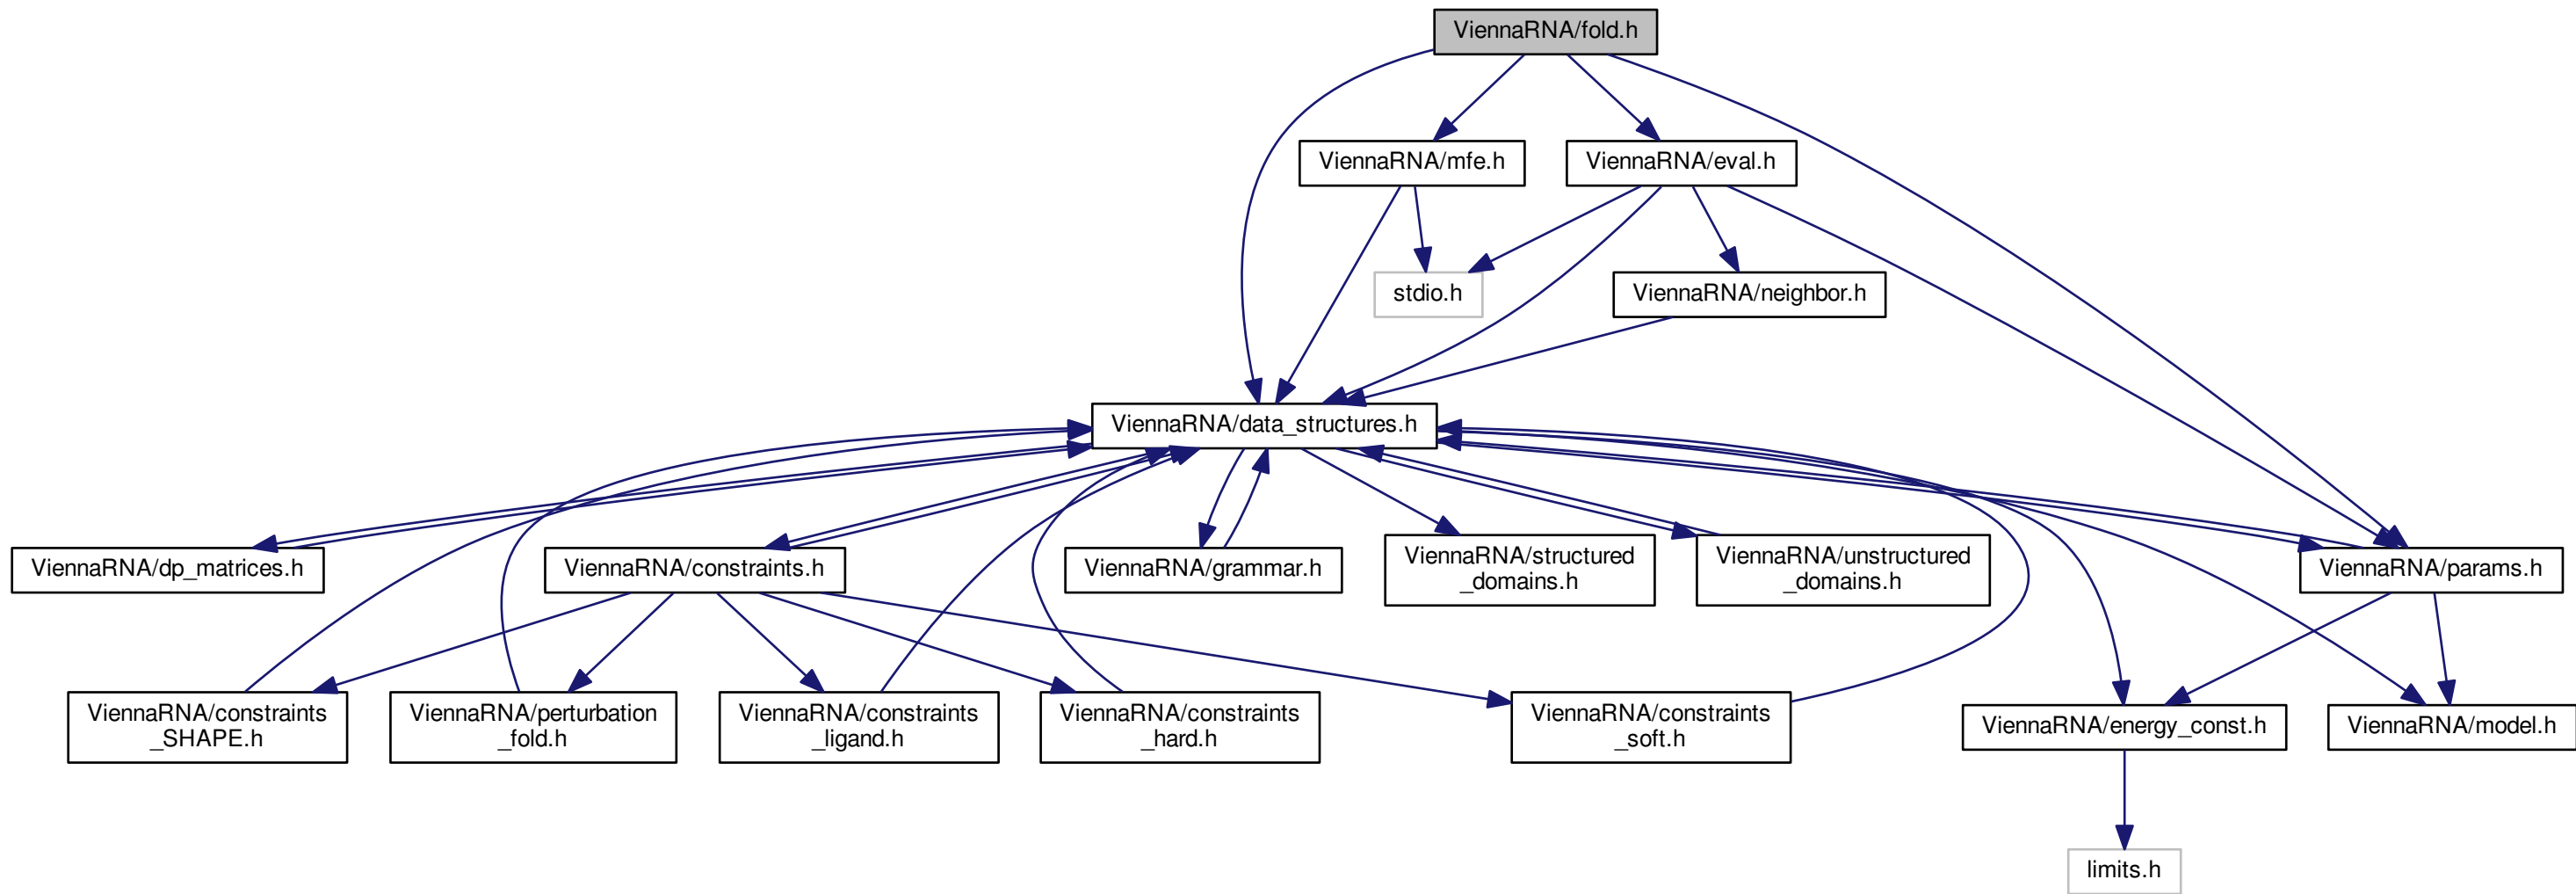 ViennaRNA/fold.h
ViennaRNA/mfe.h
ViennaRNA/eval.h
stdio.h
ViennaRNA/neighbor.h
ViennaRNA/data_structures.h
ViennaRNA/dp_matrices.h
ViennaRNA/constraints.h
ViennaRNA/grammar.h
ViennaRNA/structured
_domains.h
ViennaRNA/unstructured
_domains.h
ViennaRNA/params.h
ViennaRNA/constraints
_SHAPE.h
ViennaRNA/perturbation
_fold.h
ViennaRNA/constraints
_ligand.h
ViennaRNA/constraints
_hard.h
ViennaRNA/constraints
_soft.h
ViennaRNA/energy_const.h
ViennaRNA/model.h
limits.h